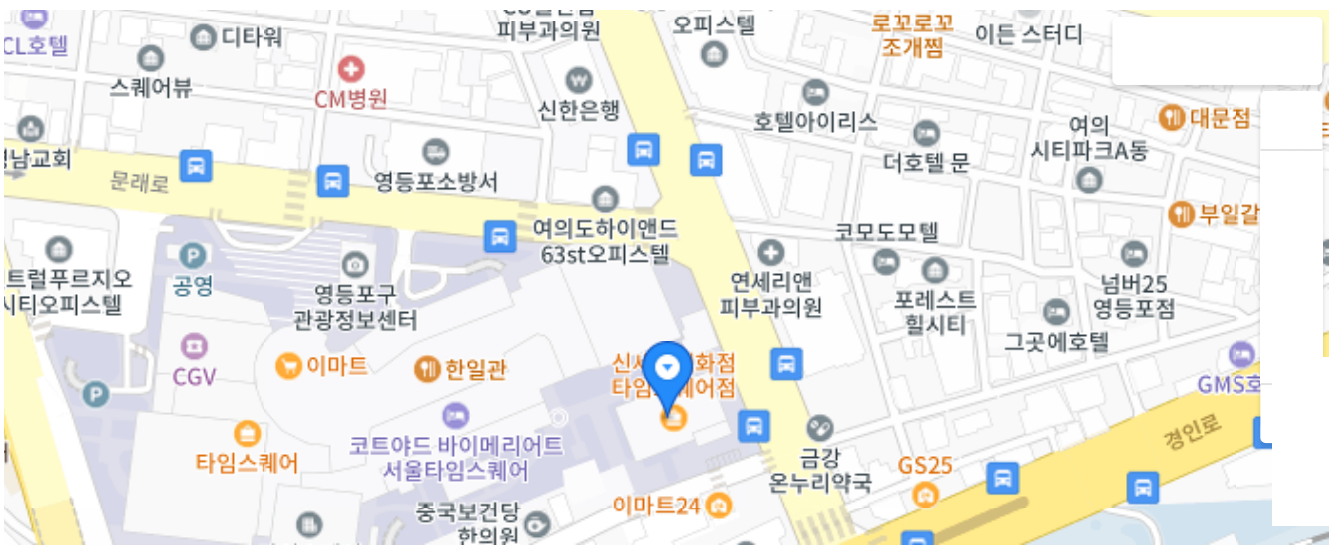 CL호텔
디타워
피부과의원
오피스텔
로꼬로꼬
조개찜
이든 스터디
스퀘어뷰
CM병원
신한은행
호텔아이리스
대문점
여의
시티파크A동
더호텔 문
남교회
문래로
영등포소방서
여의도하이앤드
63st오피스텔
부일갈
코모도모텔
트럴푸르지오
시티오피스텔
공영
영등포구
관광정보센터
연세리앤
피부과의원
포레스트
힐시티
넘버25
영등포점
그곳에호텔
CGV
이마트
한일관
신세 화점
타임 퀘어점
GMS호
타임스퀘어
코트야드 바이메리어트
서울타임스퀘어
금강
온누리약국
GS25
경인로
이마트24
중국보건당
한의원